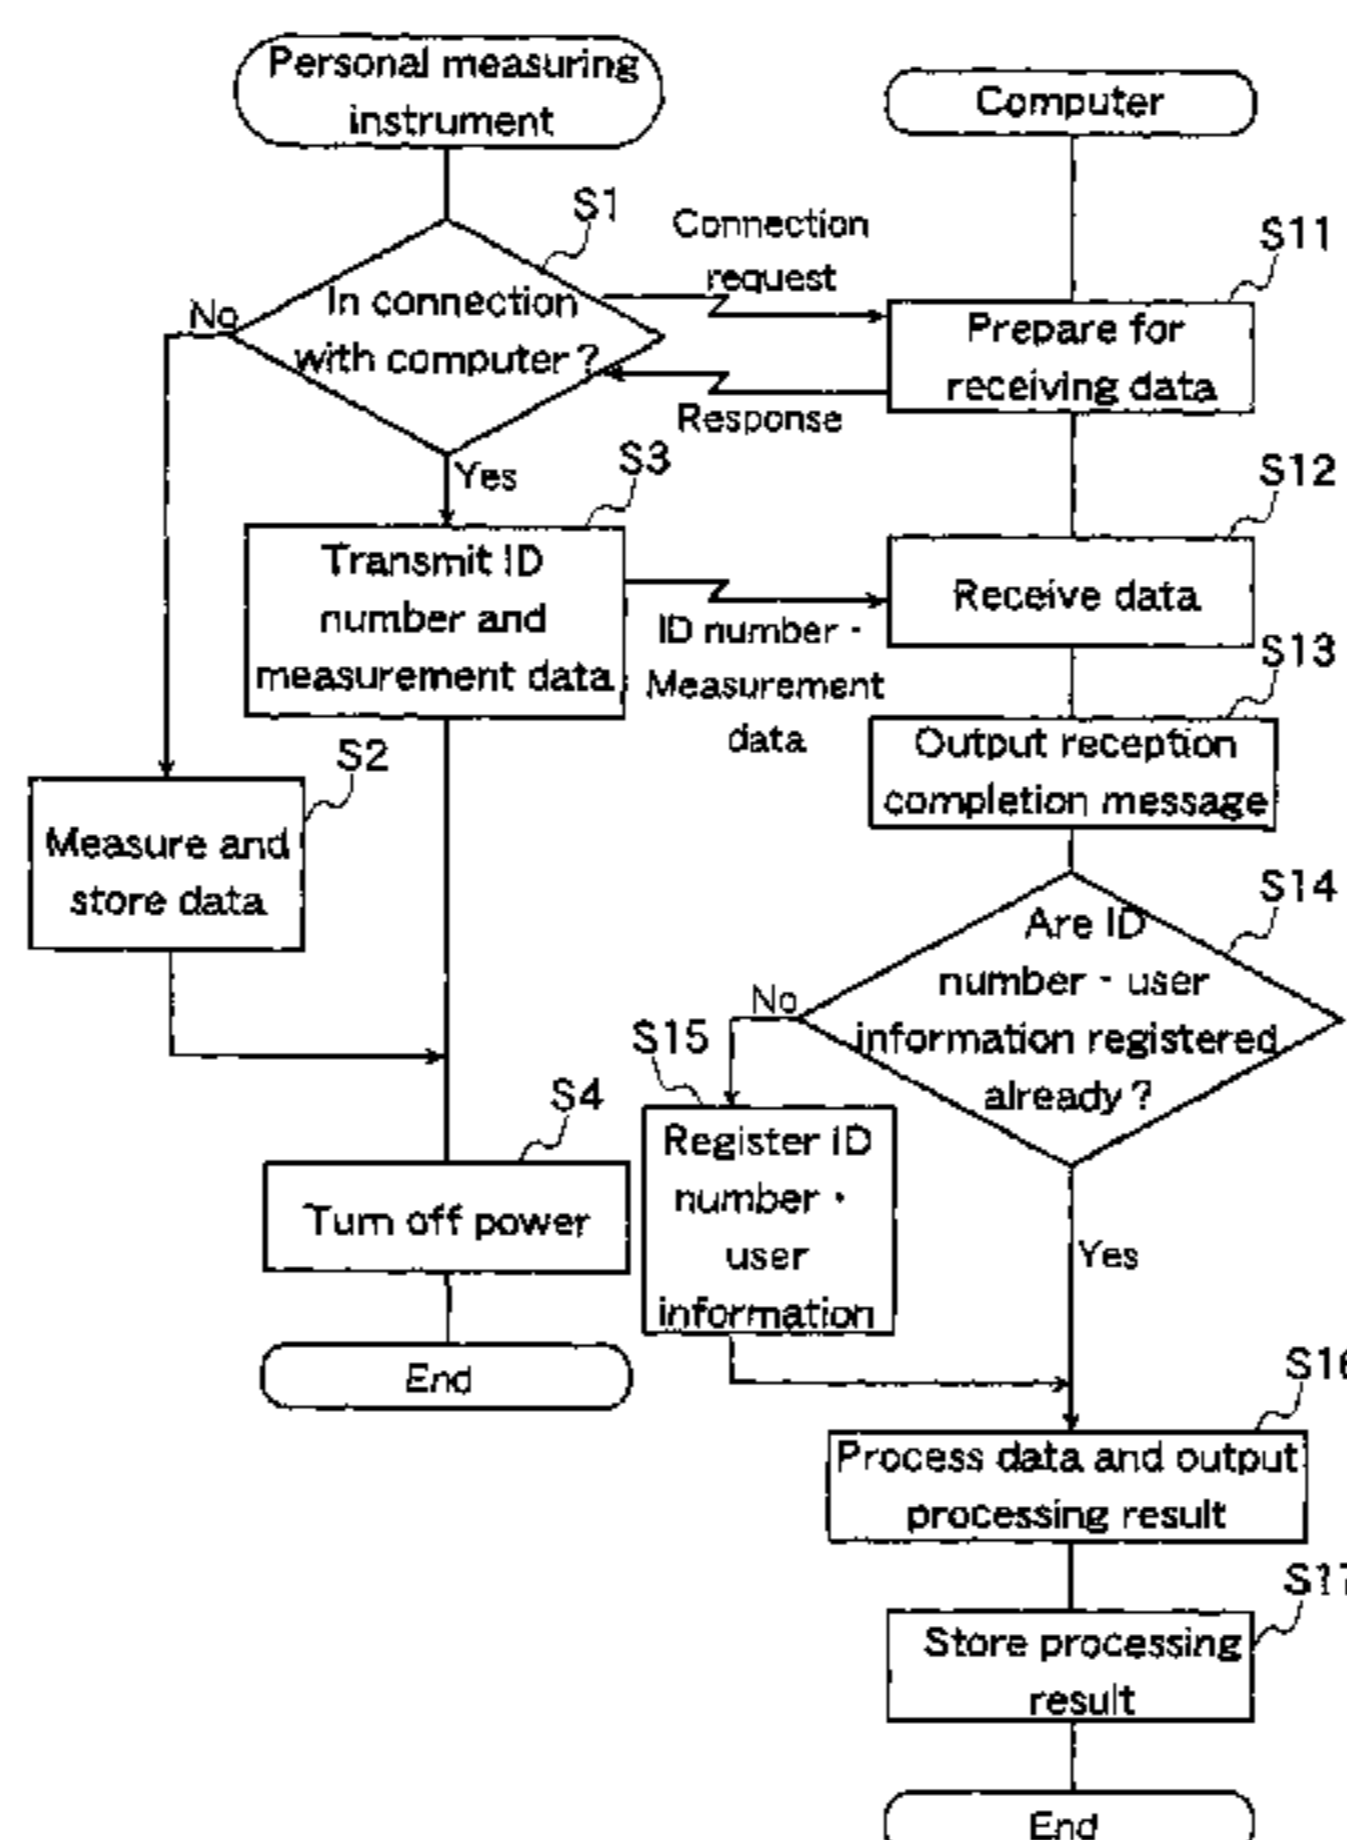 Personal measuring
instrument
Computer
S1
Connection
request
S11
No
In connection
with computer?
Prepare for
receiving data
Response
Yes
S3
S12
Transmit ID
number and
measurement data
Receive data
ID number -
Measurement
data
S13
S2
Output reception
completion message
Measure and
store data
S14
Are ID
number - user
information registered
already?
No
S15
S4
Register ID
number ·
user
information
Turn off power
Yes
End
S16
Process data and output
processing result
S17
Store processing
result
End